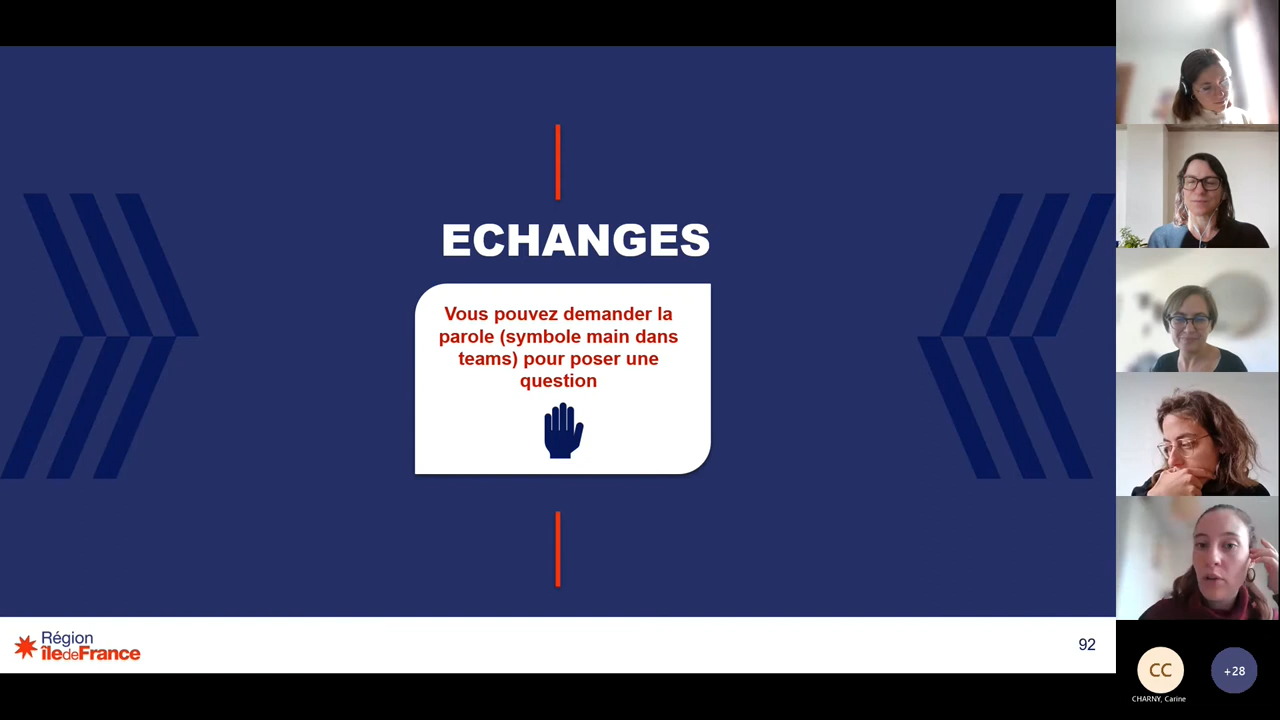 ECHANGES
Vous pouvez demander la
parole (symbole main dans
teams) pour poser une
question
Région
îledeFrance
92
CC
+28
CHARNY, Carine